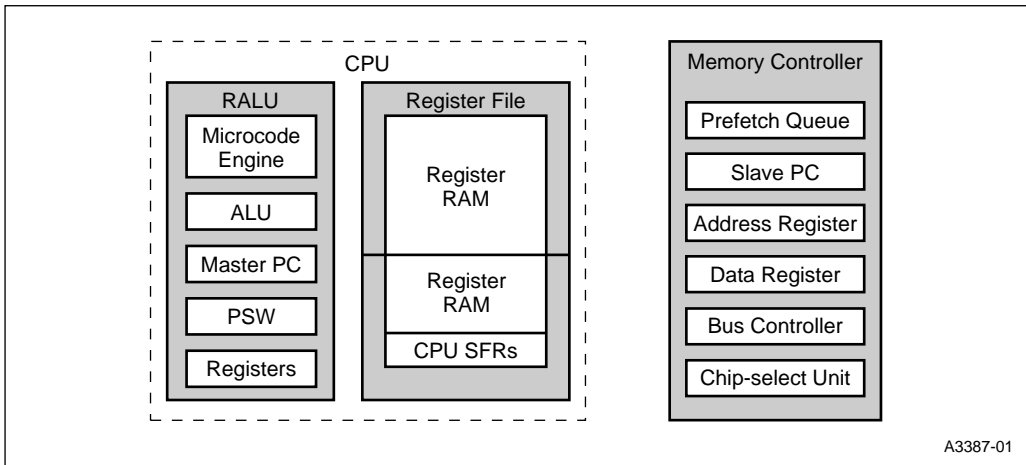 CPU
RALU
Microcode
Engine
ALU
Master PC
PSW
Registers
Register File
Register
RAM
Register
RAM
CPU SFRs
Memory Controller
Prefetch Queue
Slave PC
Address Register
Data Register
Bus Controller
Chip-select Unit
A3387-01